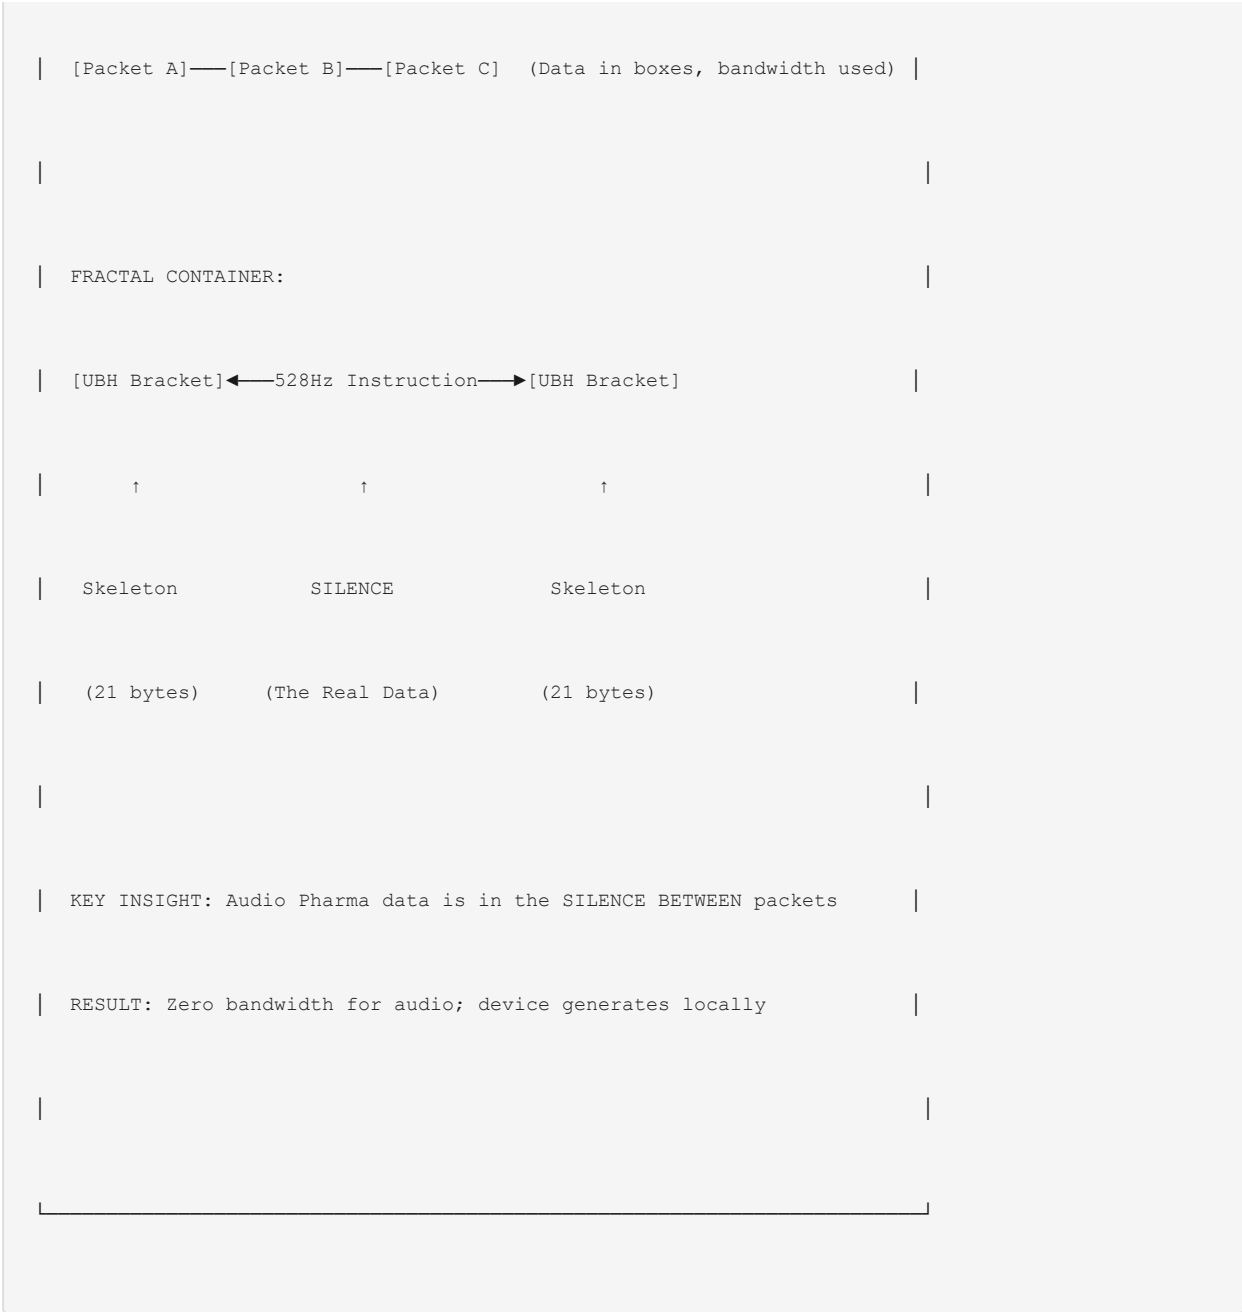 │ [Packet A]───[Packet B]───[Packet C] (Data in boxes, bandwidth used) │
│ │
│ FRACTAL CONTAINER: │
│ [UBH Bracket]◄───528Hz Instruction───►[UBH Bracket] │
│ ↑ ↑ ↑ │
│ Skeleton SILENCE Skeleton │
│ (21 bytes) (The Real Data) (21 bytes) │
│ │
│ KEY INSIGHT: Audio Pharma data is in the SILENCE BETWEEN packets │
│ RESULT: Zero bandwidth for audio; device generates locally │
│ │
└──────────────────────────────────────────────────────────────────────────┘